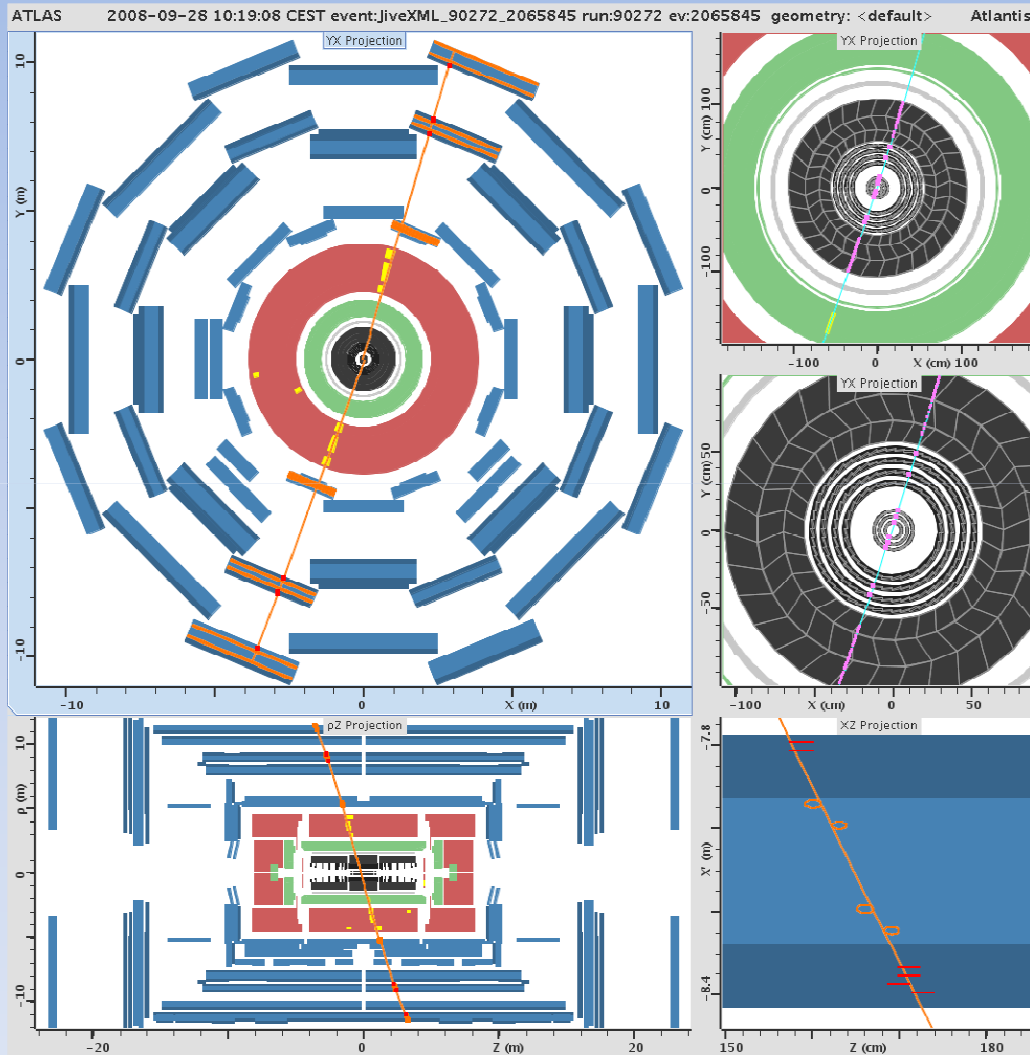 ATLAS 2008-09-28 10:19:08 CEST event:JiveXML_90272_2065845 run:90272 ev:2065845 geometry: <default> Atlantis
YX Projection
10
0
-10
Y (m)
-10 0 X (m) 10
YX Projection
100
0
-100
Y (cm)
-100 0 X (cm) 100
YX Projection
50
0
-50
Y (cm)
-100 X (cm) 0 50
ρZ Projection
10
0
-10
ρ (m)
-20 0 Z (m) 20
XZ Projection
-7.8
-8.4
X' (m)
150 Z (cm) 180